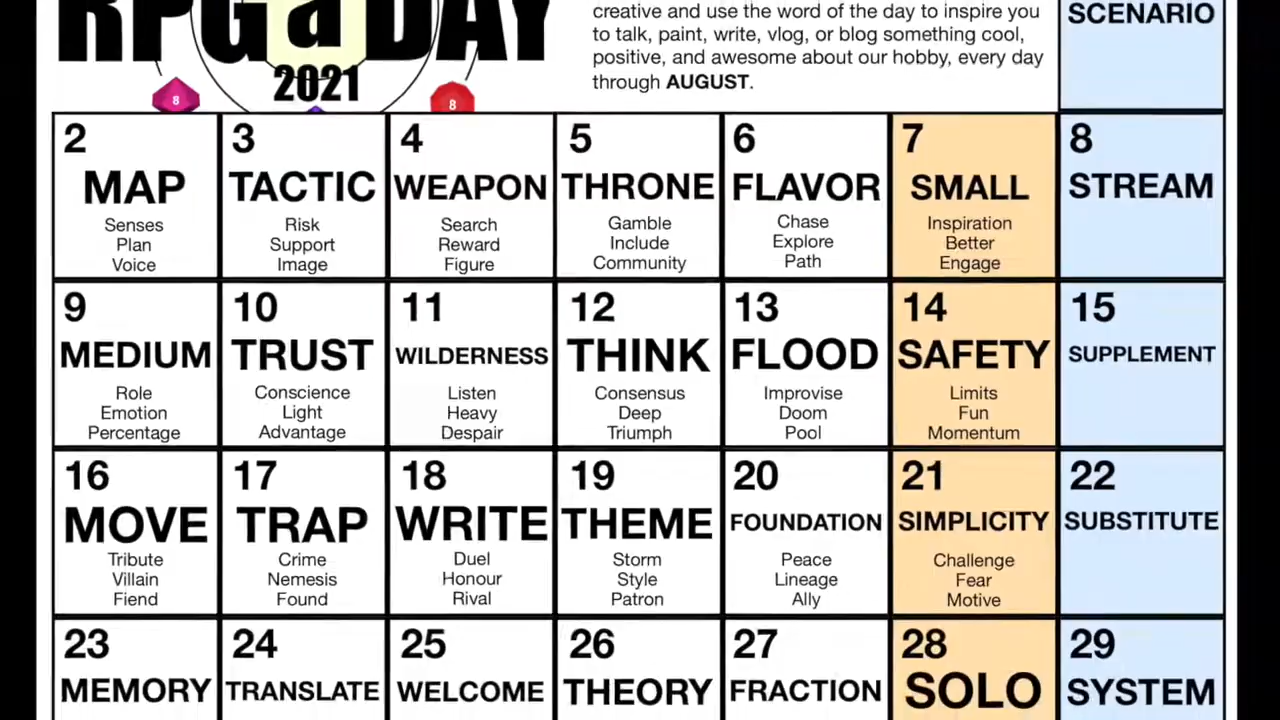 RPG a DAY
2021
creative and use the word of the day to inspire you
to talk, paint, write, vlog, or blog something cool,
positive, and awesome about our hobby, every day
through AUGUST.
SCENARIO
8
8
2
MAP
Senses
Plan
Voice
3
TACTIC
Risk
Support
Image
4
WEAPON
Search
Reward
Figure
5
THRONE
Gamble
Include
Community
6
FLAVOR
Chase
Explore
Path
7
SMALL
Inspiration
Better
Engage
8
STREAM
9
MEDIUM
Role
Emotion
Percentage
10
TRUST
Conscience
Light
Advantage
11
WILDERNESS
Listen
Heavy
Despair
12
THINK
Consensus
Deep
Triumph
13
FLOOD
Improvise
Doom
Pool
14
SAFETY
Limits
Fun
Momentum
15
SUPPLEMENT
16
MOVE
Tribute
Villain
Fiend
17
TRAP
Crime
Nemesis
Found
18
WRITE
Duel
Honour
Rival
19
THEME
Storm
Style
Patron
20
FOUNDATION
Peace
Lineage
Ally
21
SIMPLICITY
Challenge
Fear
Motive
22
SUBSTITUTE
23
MEMORY
24
TRANSLATE
25
WELCOME
26
THEORY
27
FRACTION
28
SOLO
29
SYSTEM